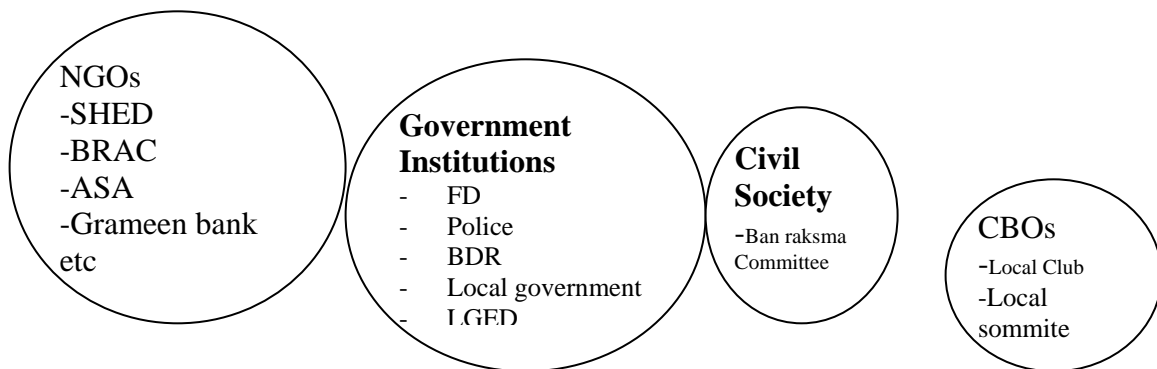 NGOs
-SHED
-BRAC
-ASA
-Grameen bank
etc
Government
Institutions
- FD
- Police
- BDR
- Local government
- LGED
Civil
Society
-Ban raksma
Committee
CBOs
-Local Club
-Local
sommite